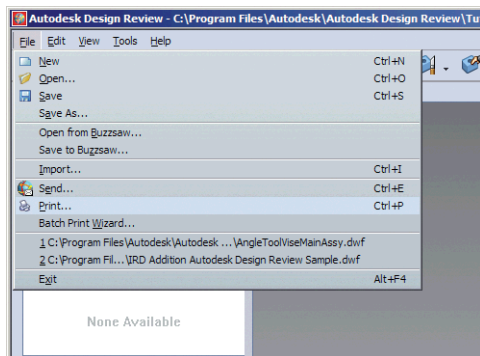 Autodesk Design Review - C:\Program Files\Autodesk\Autodesk Design Review\Tu
File Edit View Tools Help
New Ctrl+N
Open... Ctrl+O
Save Ctrl+S
Save As...
Open from Buzzsaw...
Save to Buzzsaw...
Import... Ctrl+I
Send... Ctrl+E
Print... Ctrl+P
Batch Print Wizard...
1 C:\Program Files\Autodesk\Autodesk ...\AngleToolViseMainAssy.dwf
2 C:\Program Fil...\IRD Addition Autodesk Design Review Sample.dwf
Exit Alt+F4
None Available